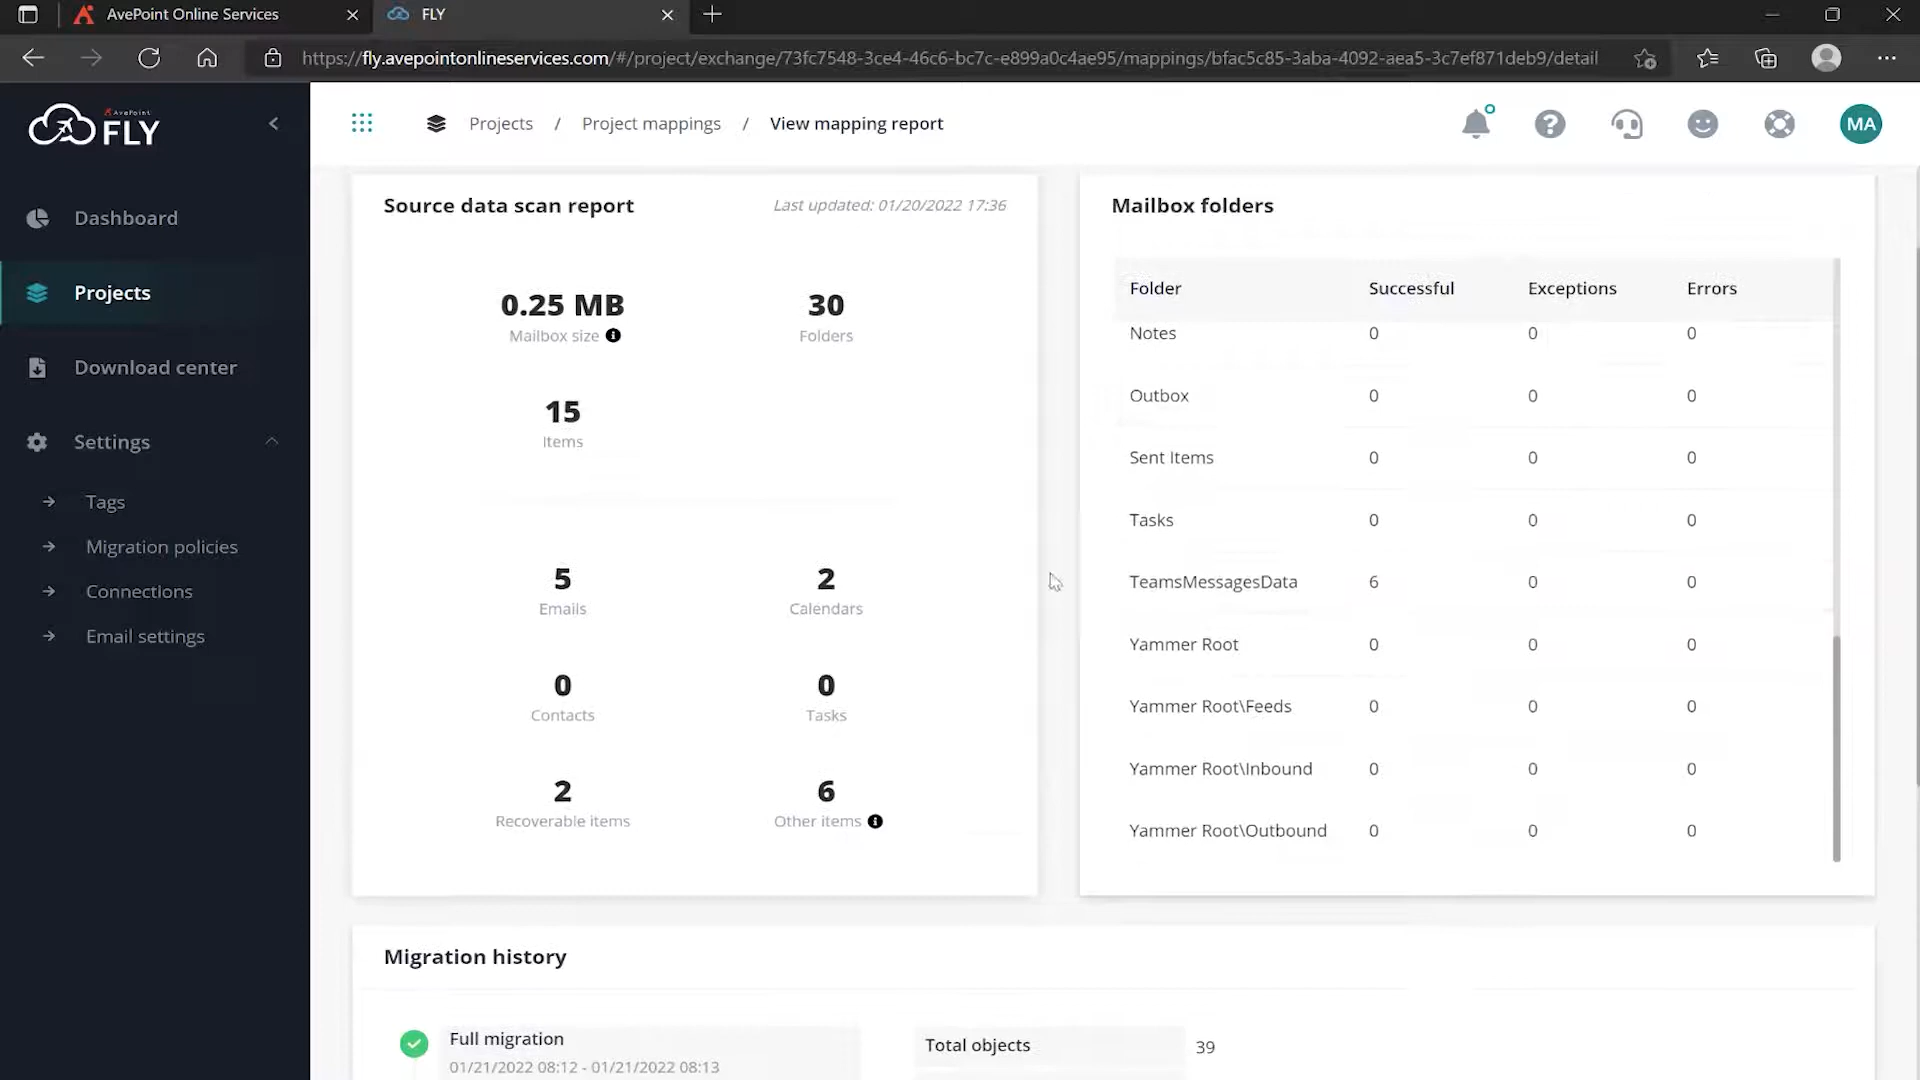 AvePoint Online Services
FLY
https://fly.avepointonlineservices.com/#/project/exchange/73fc7548-3ce4-46c6-bc7c-e899a0c4ae95/mappings/bfac5c85-3aba-4092-aea5-3c7ef871deb9/detail
AvePoint
FLY
Projects / Project mappings / View mapping report
MA
Dashboard
Projects
Download center
Settings
Tags
Migration policies
Connections
Email settings
Source data scan report
Last updated: 01/20/2022 17:36
0.25 MB
Mailbox size
30
Folders
15
Items
5
Emails
2
Calendars
0
Contacts
0
Tasks
2
Recoverable items
6
Other items
Mailbox folders
Folder Successful Exceptions Errors
Notes 0 0 0
Outbox 0 0 0
Sent Items 0 0 0
Tasks 0 0 0
TeamsMessagesData 6 0 0
Yammer Root 0 0 0
Yammer Root\Feeds 0 0 0
Yammer Root\Inbound 0 0 0
Yammer Root\Outbound 0 0 0
Migration history
Full migration
01/21/2022 08:12 - 01/21/2022 08:13
Total objects 39